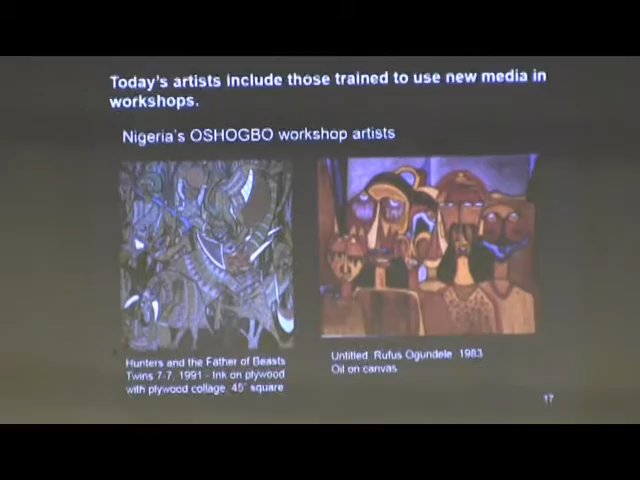 Today's artists include those trained to use new media in
workshops.
Nigeria's OSHOGBO workshop artists
Hunters and the Father of Beasts
Twins 7-7, 1991 - Ink on plywood
with plywood collage, 45" square
Untitled, Rufus Ogundele 1983
Oil on canvas
17